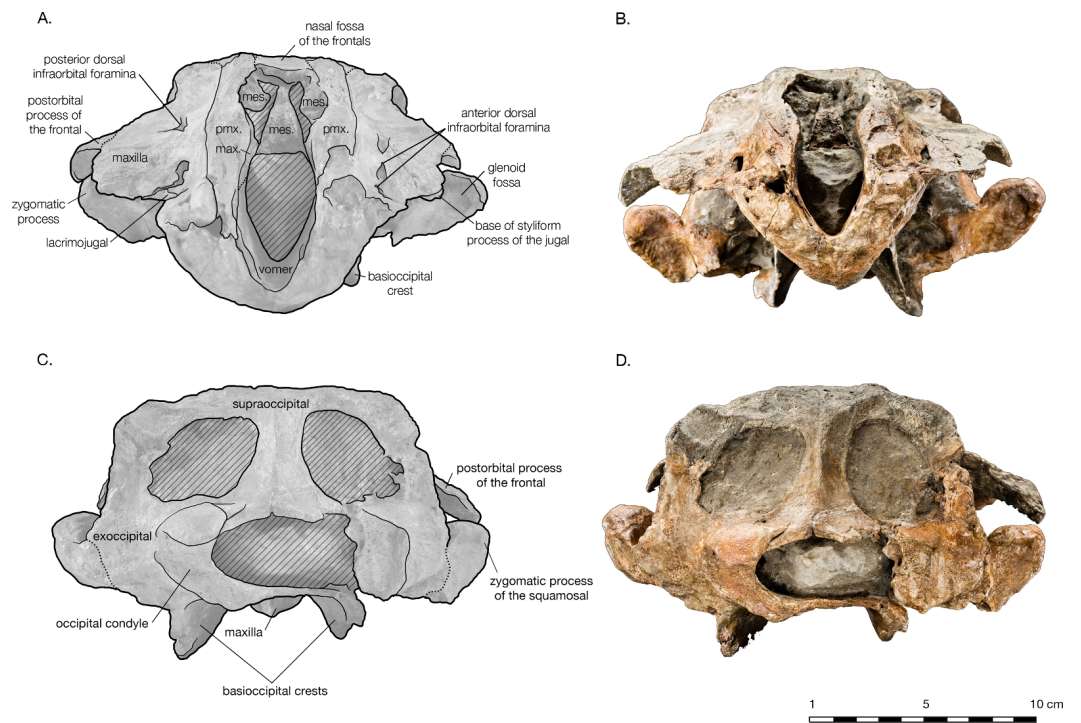 A.
nasal fossa
of the frontals
B.
posterior dorsal
infraorbital foramina
postorbital
process of
the frontal
mes.
mes.
anterior dorsal
infraorbital foramina
pmx.
mes.
pmx.
max.
maxilla
glenoid
fossa
zygomatic
process
lacrimojugal
base of styliform
process of the jugal
vomer
basioccipital
crest
C.
D.
supraoccipital
postorbital process
of the frontal
exoccipital
zygomatic process
of the squamosal
occipital condyle
maxilla
basioccipital crests
1 5 10 cm